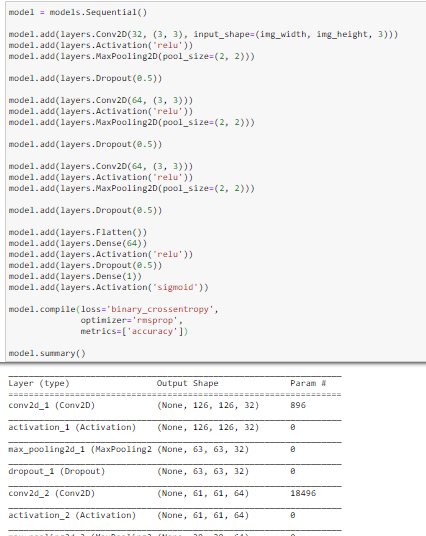 model = models.Sequential()
model.add(layers.Conv2D(32, (3, 3), input_shape=(img_width, img_height, 3)))
model.add(layers.Activation('relu'))
model.add(layers.MaxPooling2D(pool_size=(2, 2)))
model.add(layers.Dropout(0.5))
model.add(layers.Conv2D(64, (3, 3)))
model.add(layers.Activation('relu'))
model.add(layers.MaxPooling2D(pool_size=(2, 2)))
model.add(layers.Dropout(0.5))
model.add(layers.Conv2D(64, (3, 3)))
model.add(layers.Activation('relu'))
model.add(layers.MaxPooling2D(pool_size=(2, 2)))
model.add(layers.Dropout(0.5))
model.add(layers.Flatten())
model.add(layers.Dense(64))
model.add(layers.Activation('relu'))
model.add(layers.Dropout(0.5))
model.add(layers.Dense(1))
model.add(layers.Activation('sigmoid'))
model.compile(loss='binary_crossentropy',
optimizer='rmsprop',
metrics=['accuracy'])
model.summary()
Layer (type) Output Shape Param #
conv2d_1 (Conv2D) (None, 126, 126, 32) 896
activation_1 (Activation) (None, 126, 126, 32) 0
max_pooling2d_1 (MaxPooling2 (None, 63, 63, 32) 0
dropout_1 (Dropout) (None, 63, 63, 32) 0
conv2d_2 (Conv2D) (None, 61, 61, 64) 18496
activation_2 (Activation) (None, 61, 61, 64) 0